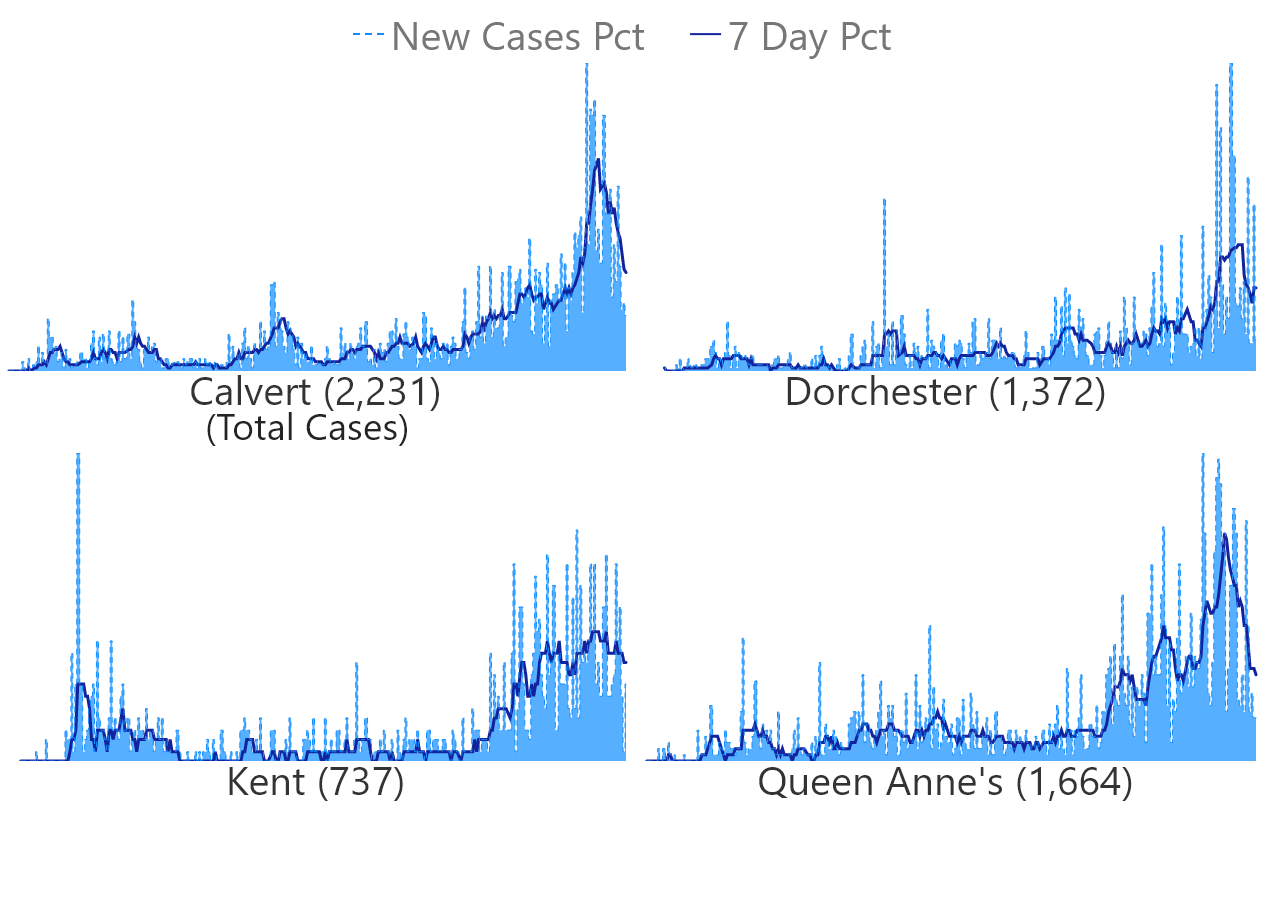 New Cases Pct 7 Day Pct
Calvert (2,231)
(Total Cases)
Dorchester (1,372)
Kent (737)
Queen Anne's (1,664)